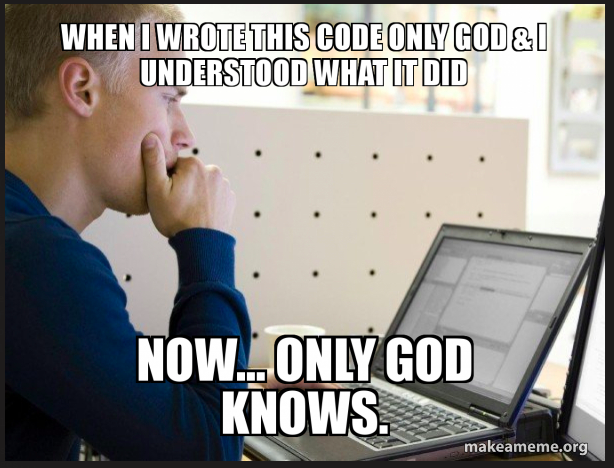 WHEN I WROTE THIS CODE ONLY GOD & I
UNDERSTOOD WHAT IT DID
NOW... ONLY GOD
KNOWS.
makeameme.org